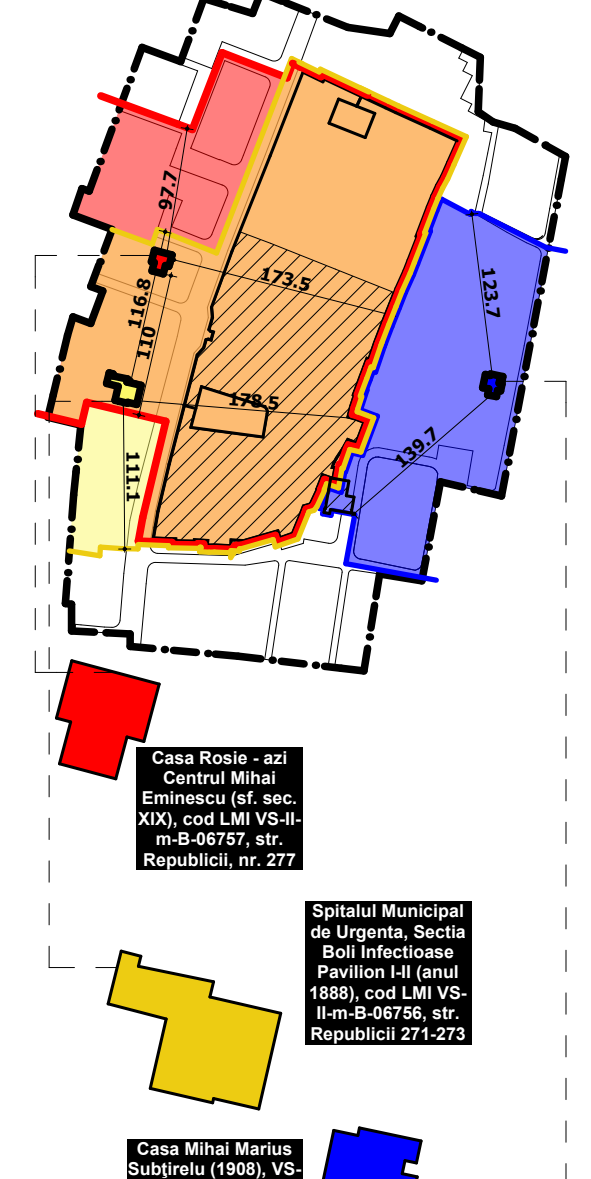 97.7
173.5
116.8
110
123.7
178.5
139.7
111.1
Casa Rosie - azi
Centrul Mihai
Eminescu (sf. sec.
XIX), cod LMI VS-II-
m-B-06757, str.
Republicii, nr. 277
Spitalul Municipal
de Urgenta, Sectia
Boli Infectioase
Pavilion I-II (anul
1888), cod LMI VS-
II-m-B-06756, str.
Republicii 271-273
Casa Mihai Marius
Subţirelu (1908), VS-